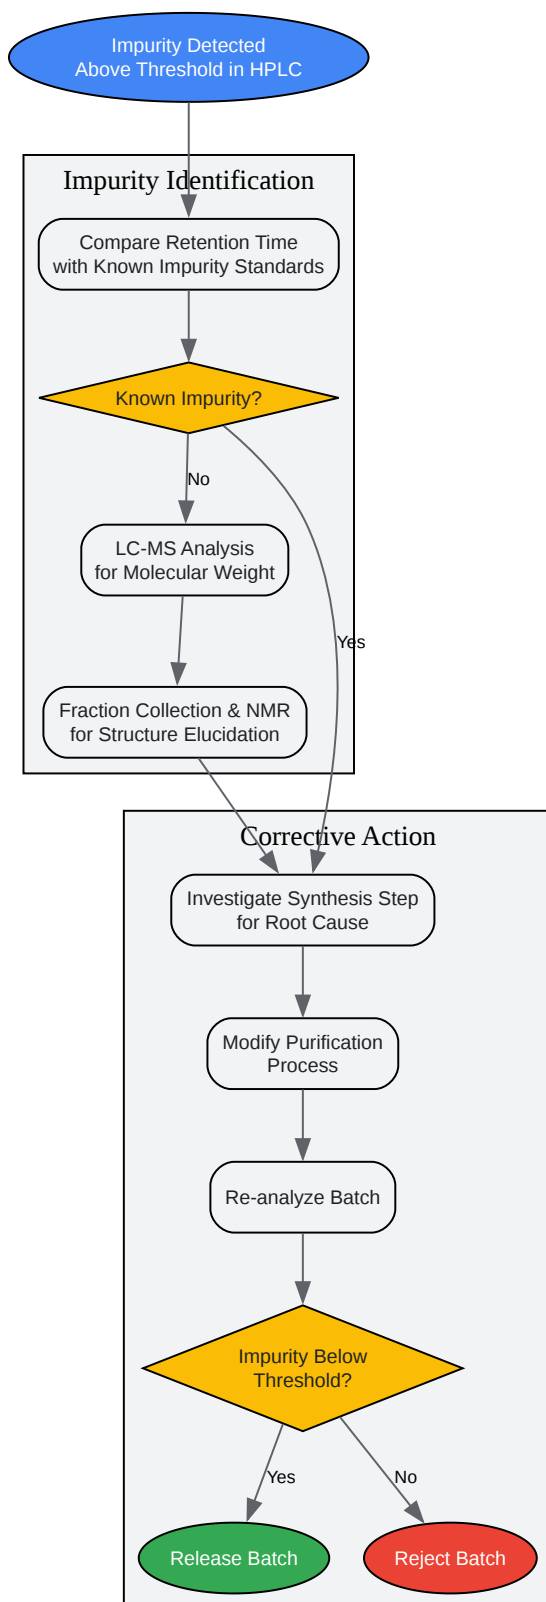 Impurity Detected
Above Threshold in HPLC
Impurity Identification
Compare Retention Time
with Known Impurity Standards
Known Impurity?
No
LC-MS Analysis
for Molecular Weight
Yes
Fraction Collection & NMR
for Structure Elucidation
Corrective Action
Investigate Synthesis Step
for Root Cause
Modify Purification
Process
Re-analyze Batch
Impurity Below
Threshold?
Yes
No
Release Batch
Reject Batch